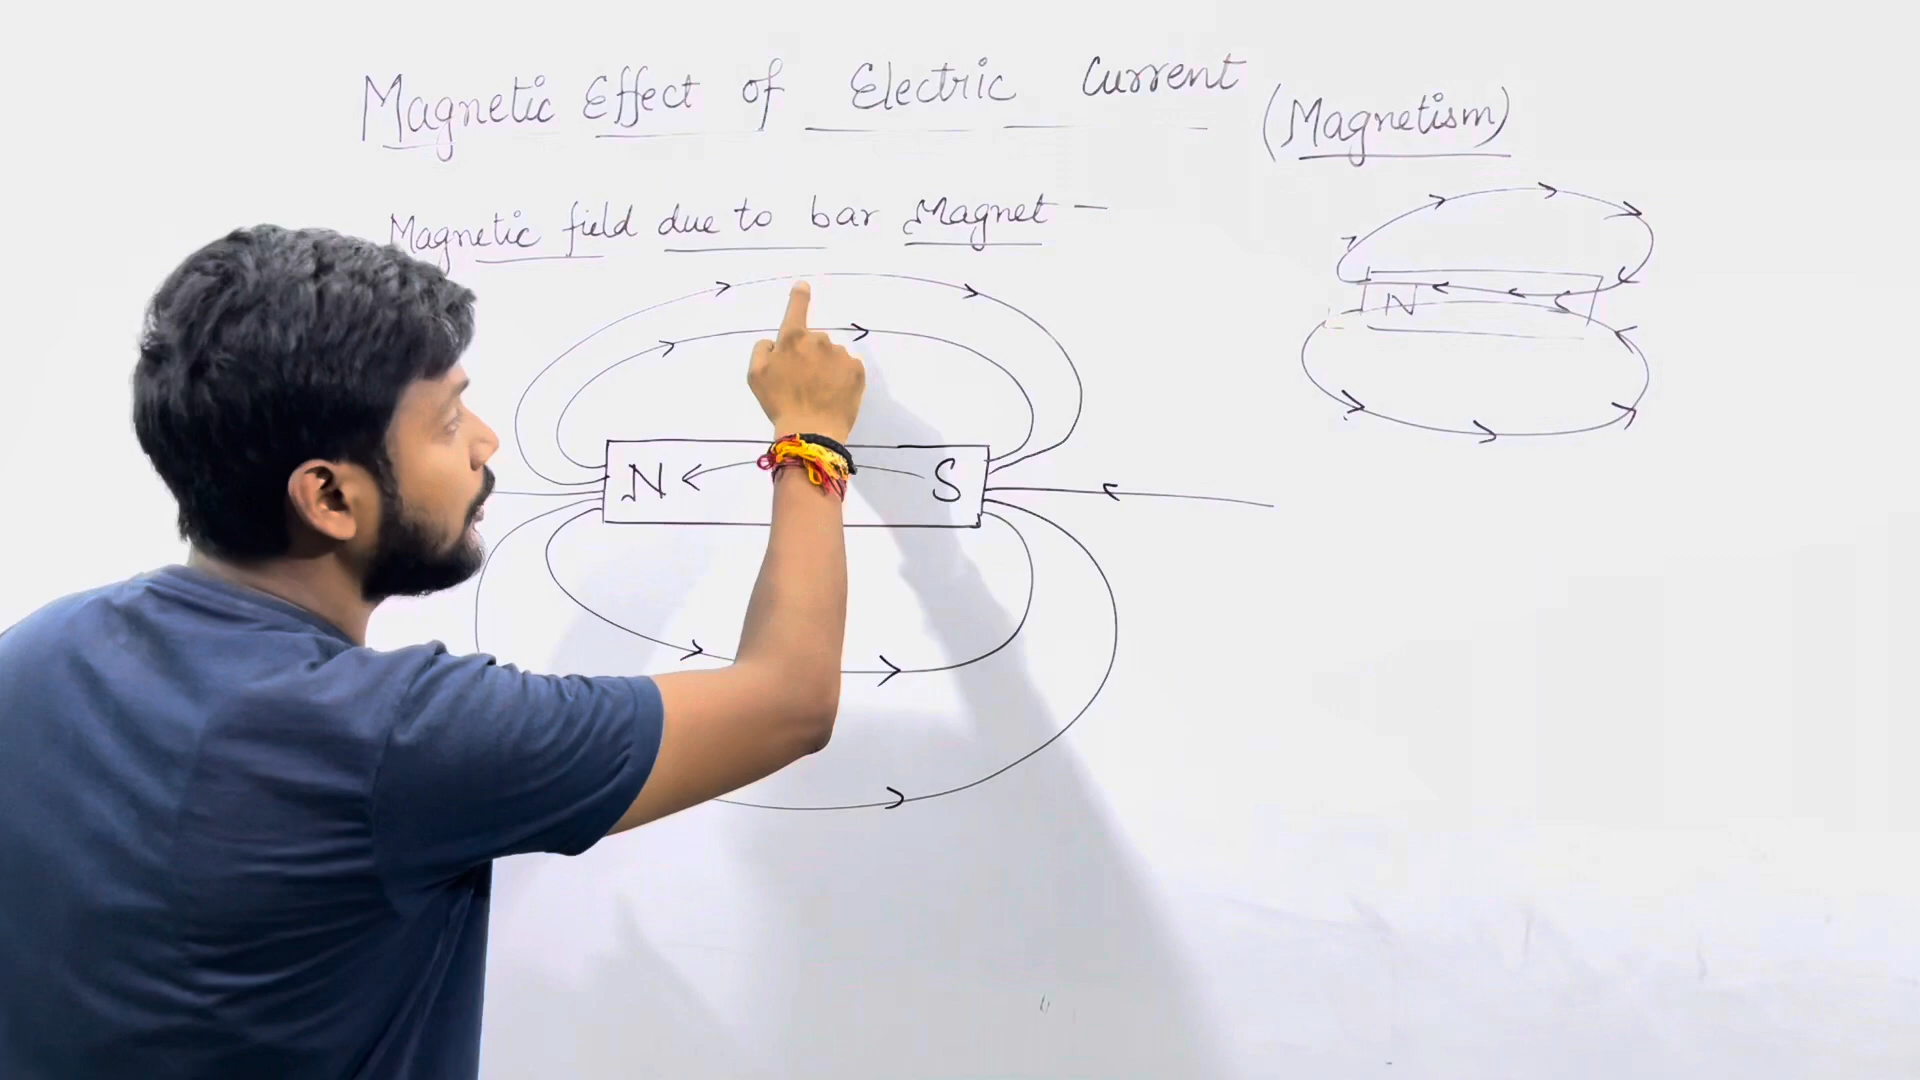 Magnetic Effect of Electric Current (Magnetism)
Magnetic field due to bar Magnet -
N
N S